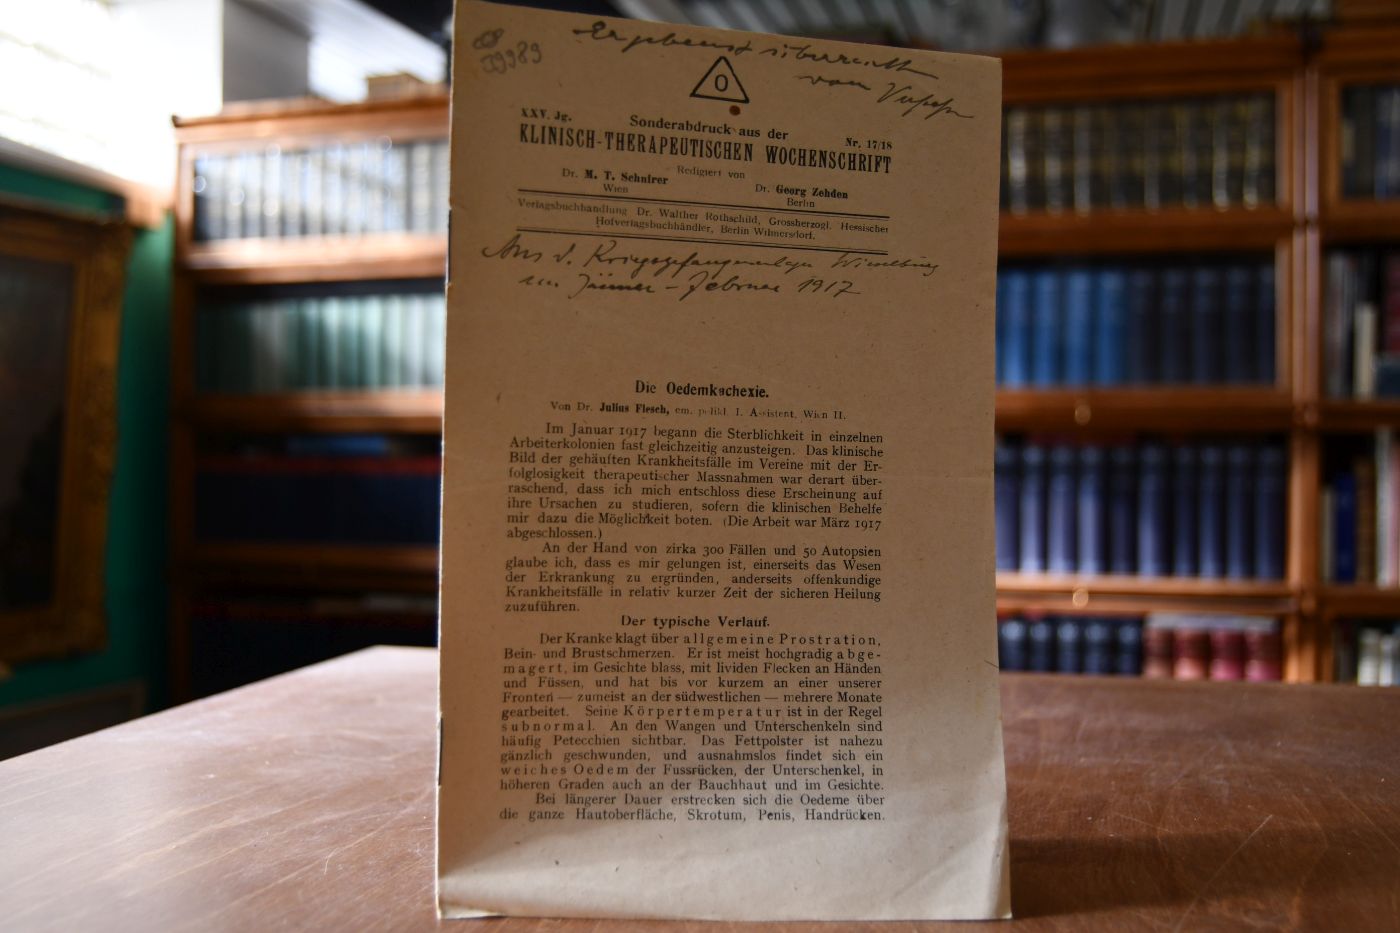 39989
Ergebenst überreicht
vom Verfasser
O
XXV. Jg.
Sonderabdruck aus der
Nr. 17/18
KLINISCH-THERAPEUTISCHEN WOCHENSCHRIFT
Redigiert von
Dr. M. T. Schnirer
Wien
Dr. Georg Zehden
Berlin
Verlagsbuchhandlung Dr. Walther Rothschild, Grossherzogl. Hessischer
Hofverlagsbuchhändler, Berlin Wilmersdorf.
Aus d. Kriegsgefangenenlager Wieselburg
im Jänner - Februar 1917
Die Oedemkachexie.
Von Dr. Julius Flesch, em. polikl. I. Assistent, Wien II.
Im Januar 1917 begann die Sterblichkeit in einzelnen
Arbeiterkolonien fast gleichzeitig anzusteigen. Das klinische
Bild der gehäuften Krankheitsfälle im Vereine mit der Er-
folglosigkeit therapeutischer Massnahmen war derart über-
raschend, dass ich mich entschloss diese Erscheinung auf
ihre Ursachen zu studieren, sofern die klinischen Behelfe
mir dazu die Möglichkeit boten. (Die Arbeit war März 1917
abgeschlossen.)
An der Hand von zirka 300 Fällen und 50 Autopsien
glaube ich, dass es mir gelungen ist, einerseits das Wesen
der Erkrankung zu ergründen, anderseits offenkundige
Krankheitsfälle in relativ kurzer Zeit der sicheren Heilung
zuzuführen.
Der typische Verlauf.
Der Kranke klagt über allgemeine Prostration,
Bein- und Brustschmerzen. Er ist meist hochgradig abge-
magert, im Gesichte blass, mit lividen Flecken an Händen
und Füssen, und hat bis vor kurzem an einer unserer
Fronten — zumeist an der südwestlichen — mehrere Monate
gearbeitet. Seine Körpertemperatur ist in der Regel
subnormal. An den Wangen und Unterschenkeln sind
häufig Petecchien sichtbar. Das Fettpolster ist nahezu
gänzlich geschwunden, und ausnahmslos findet sich ein
weiches Oedem der Fussrücken, der Unterschenkel, in
höheren Graden auch an der Bauchhaut und im Gesichte.
Bei längerer Dauer erstrecken sich die Oedeme über
die ganze Hautoberfläche, Skrotum, Penis, Handrücken.